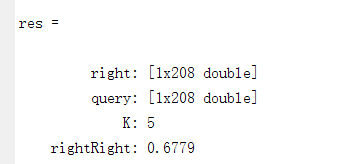 res =
right: [1x208 double]
query: [1x208 double]
K: 5
rightRight: 0.6779